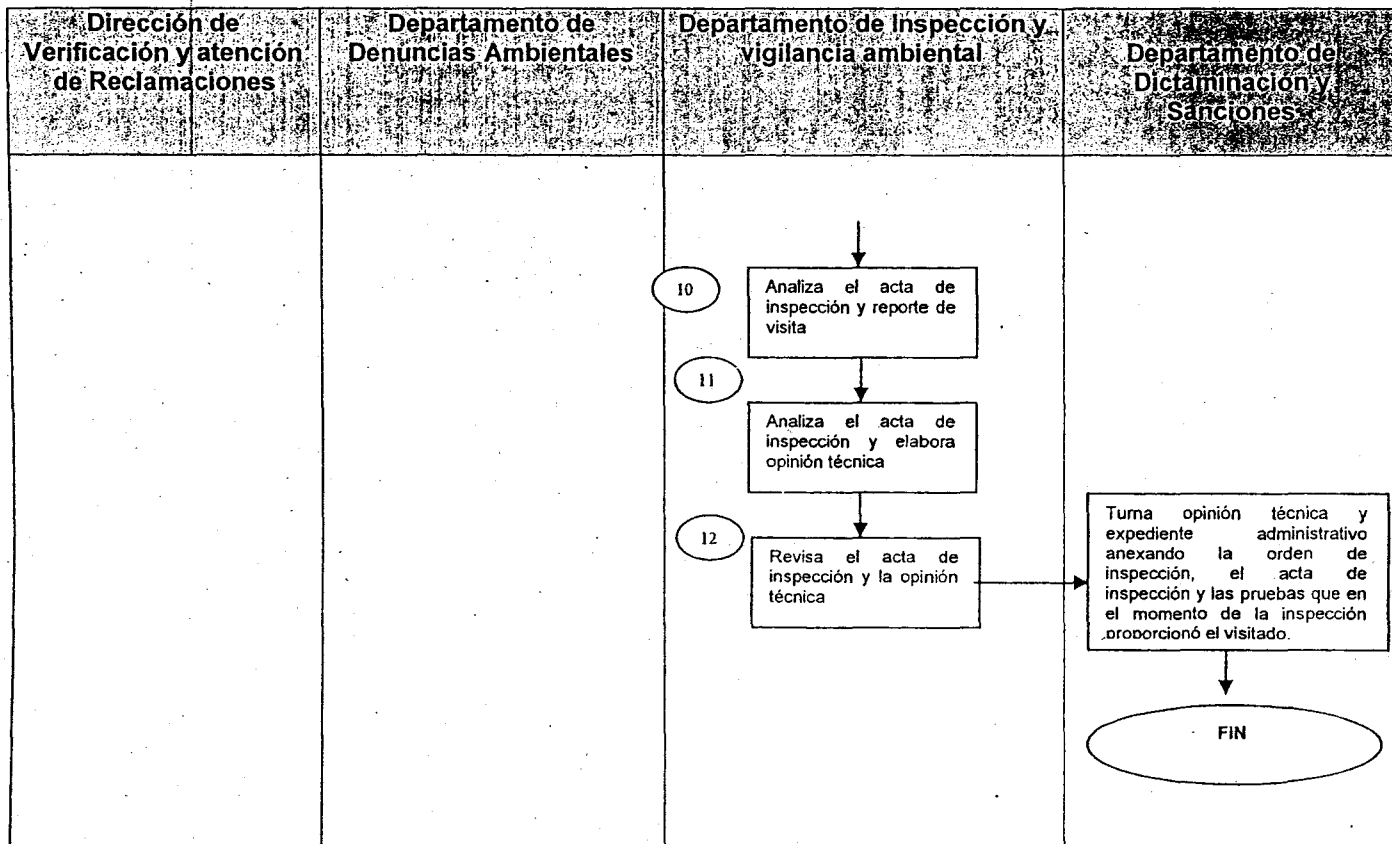 Dirección de
Verificación y atención
de Reclamaciones
Departamento de
Denuncias Ambientales
Departamento de Inspección y
vigilancia ambiental
Departamento de
Dictaminación y
Sanciones
10
Analiza el acta de
inspección y reporte de
visita
11
Analiza el acta de
inspección y elabora
opinión técnica
12
Revisa el acta de
inspección y la opinión
técnica
Turna opinión técnica y
expediente administrativo
anexando la orden de
inspección, el acta de
inspección y las pruebas que en
el momento de la inspección
proporcionó el visitado.
FIN